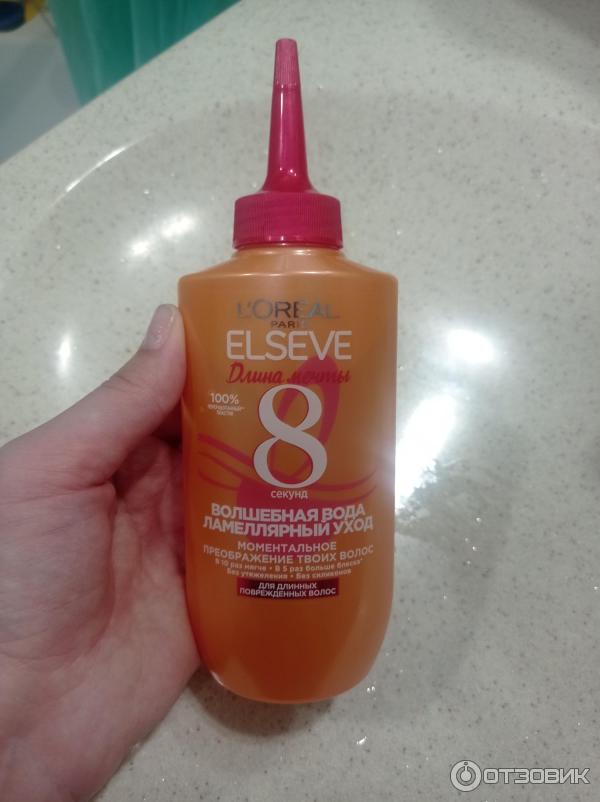 L'ORÉAL
PARIS
ELSEVE
Длина мечты
100%
8
секунд
ВОЛШЕБНАЯ ВОДА
ЛАМЕЛЛЯРНЫЙ УХОД
МОМЕНТАЛЬНОЕ
ПРЕОБРАЖЕНИЕ ТВОИХ ВОЛОС
В 10 раз мягче • В 5 раз больше блеска*
Без утяжеления • Без силиконов
ДЛЯ ДЛИННЫХ
ПОВРЕЖДЕННЫХ ВОЛОС
ОТЗОВИК